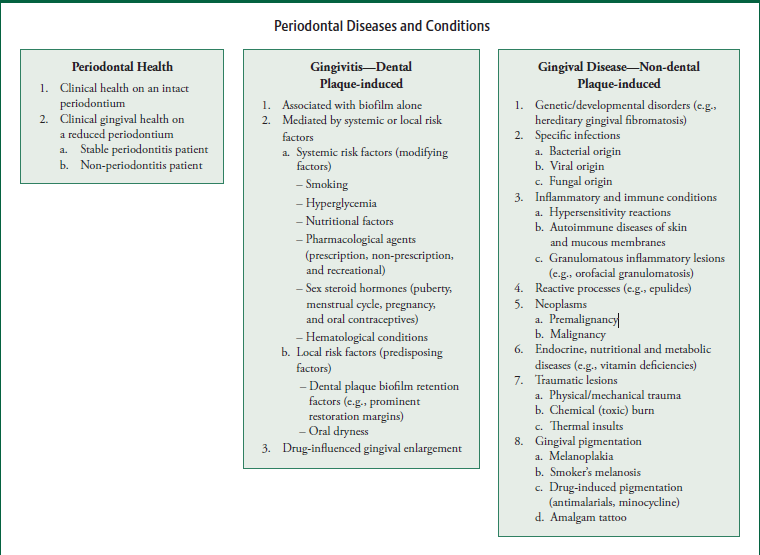 Periodontal Diseases and Conditions
Periodontal Health
1. Clinical health on an intact
periodontium
2. Clinical gingival health on
a reduced periodontium
a. Stable periodontitis patient
b. Non-periodontitis patient
Gingivitis—Dental
Plaque-induced
1. Associated with biofilm alone
2. Mediated by systemic or local risk
factors
a. Systemic risk factors (modifying
factors)
– Smoking
– Hyperglycemia
– Nutritional factors
– Pharmacological agents
(prescription, non-prescription,
and recreational)
– Sex steroid hormones (puberty,
menstrual cycle, pregnancy,
and oral contraceptives)
– Hematological conditions
b. Local risk factors (predisposing
factors)
– Dental plaque biofilm retention
factors (e.g., prominent
restoration margins)
– Oral dryness
3. Drug-influenced gingival enlargement
Gingival Disease—Non-dental
Plaque-induced
1. Genetic/developmental disorders (e.g.,
hereditary gingival fibromatosis)
2. Specific infections
a. Bacterial origin
b. Viral origin
c. Fungal origin
3. Inflammatory and immune conditions
a. Hypersensitivity reactions
b. Autoimmune diseases of skin
and mucous membranes
c. Granulomatous inflammatory lesions
(e.g., orofacial granulomatosis)
4. Reactive processes (e.g., epulides)
5. Neoplasms
a. Premalignancy
b. Malignancy
6. Endocrine, nutritional and metabolic
diseases (e.g., vitamin deficiencies)
7. Traumatic lesions
a. Physical/mechanical trauma
b. Chemical (toxic) burn
c. Thermal insults
8. Gingival pigmentation
a. Melanoplakia
b. Smoker's melanosis
c. Drug-induced pigmentation
(antimalarials, minocycline)
d. Amalgam tattoo